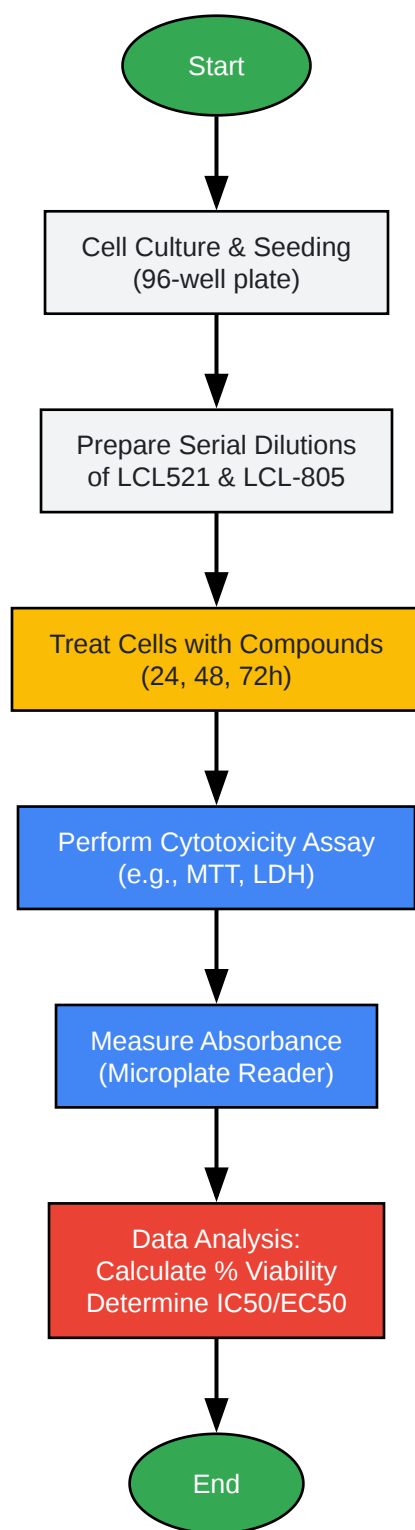 Start
Cell Culture & Seeding
(96-well plate)
Prepare Serial Dilutions
of LCL521 & LCL-805
Treat Cells with Compounds
(24, 48, 72h)
Perform Cytotoxicity Assay
(e.g., MTT, LDH)
Measure Absorbance
(Microplate Reader)
Data Analysis:
Calculate % Viability
Determine IC50/EC50
End